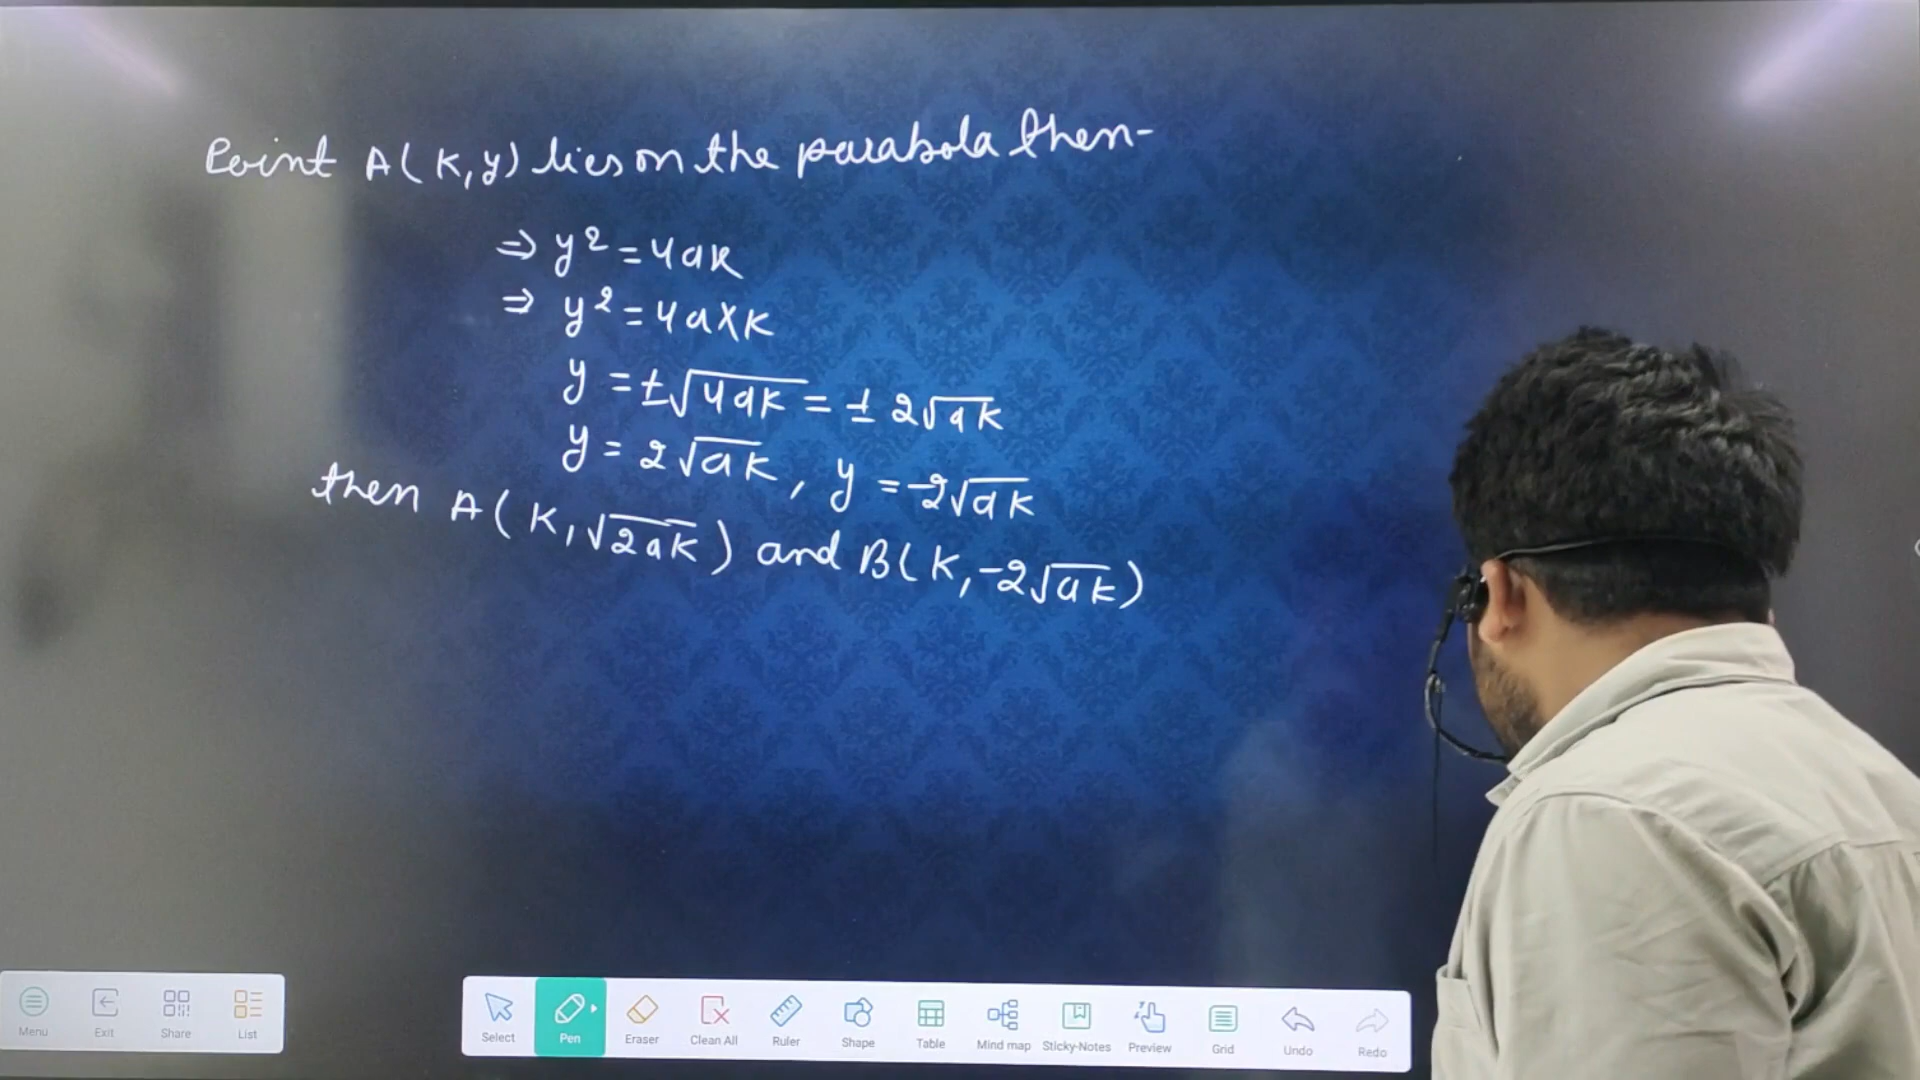 Point A(K,y) lies on the parabola then-
⇒ y² = 4ak
⇒ y² = 4a×K
y = ±√4ak = ± 2√ak
y = 2√ak, y = -2√ak
then A(K,√2ak) and B(K,-2√ak)
Menu Exit Share List
Select Pen Eraser Clean All Ruler Shape Table Mind map Sticky-Notes Preview Grid Undo Redo